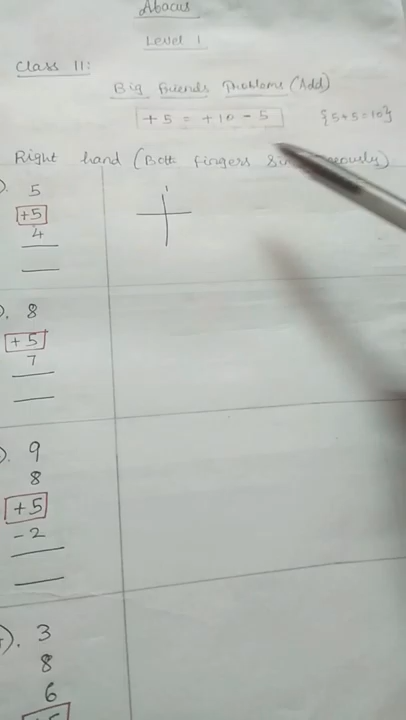 Abacus
Level 1
Class 11:
Big Friends Problems (Add)
+5 = +10 - 5 {5+5=10}
Right hand (Both fingers
5
+5
4
8
+5
7
9
8
+5
-2
3
8
6